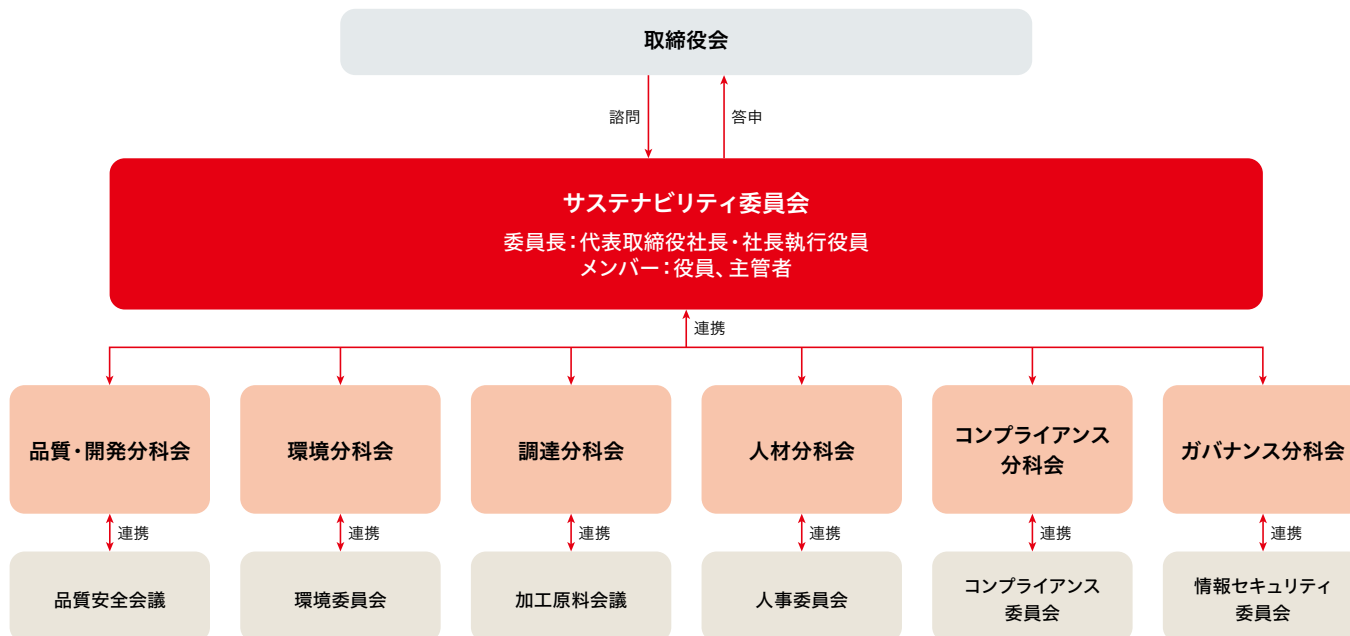 取締役会
諮問
答申
サステナビリティ委員会
委員長：代表取締役社長・社長執行役員
メンバー：役員、主管者
連携
品質・開発分科会
環境分科会
調達分科会
人材分科会
コンプライアンス
分科会
ガバナンス分科会
連携
連携
連携
連携
連携
連携
品質安全会議
環境委員会
加工原料会議
人事委員会
コンプライアンス
委員会
情報セキュリティ
委員会